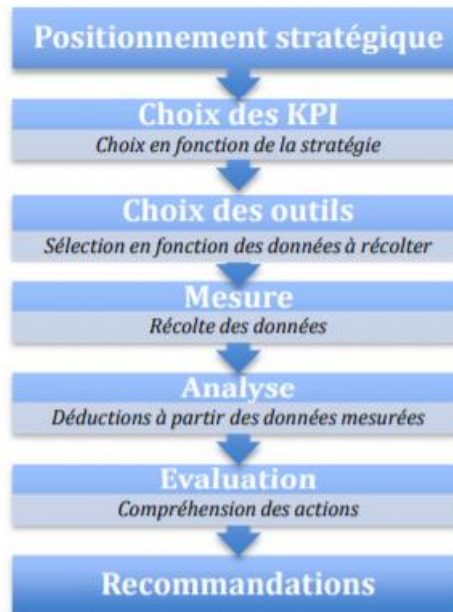 Positionnement stratégique
Choix des KPI
Choix en fonction de la stratégie
Choix des outils
Sélection en fonction des données à récolter
Mesure
Récolte des données
Analyse
Déductions à partir des données mesurées
Evaluation
Compréhension des actions
Recommandations